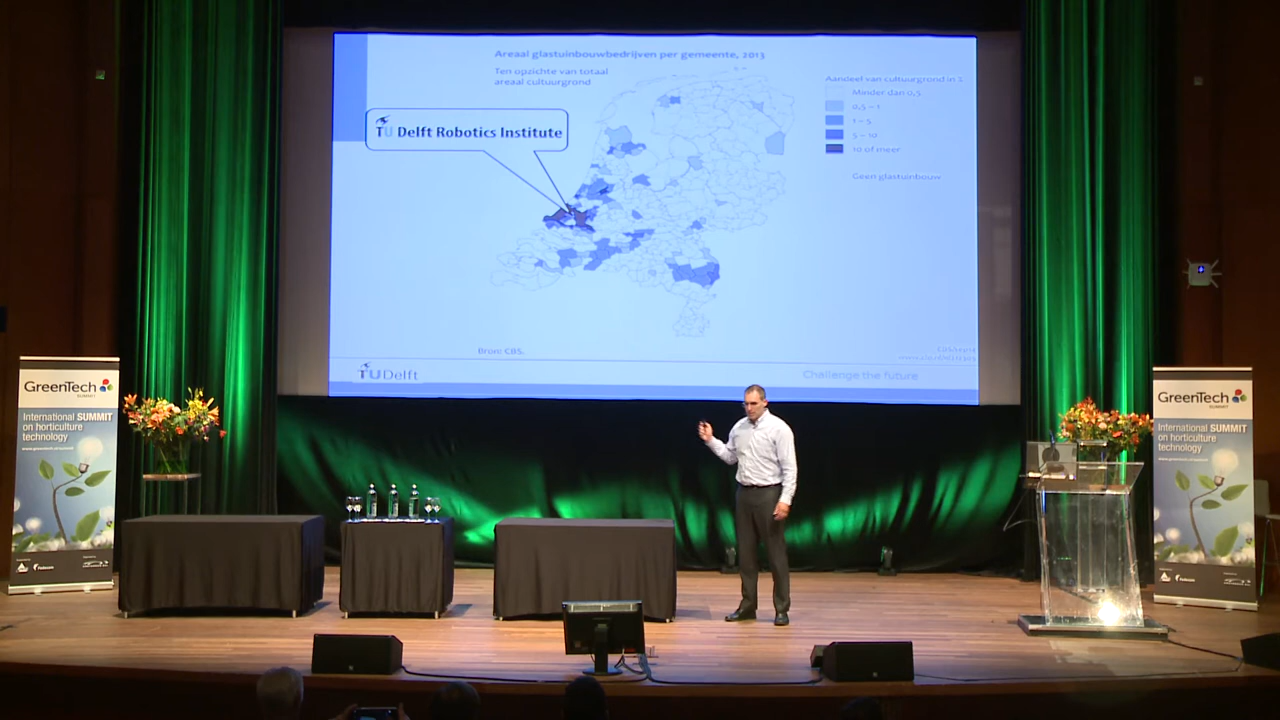 Areaal glastuinbouwbedrijven per gemeente, 2013
Ten opzichte van totaal
areaal cultuurgrond
Aandeel van cultuurgrond in %
Minder dan 0,5
0,5 – 1
1 – 5
5 – 10
10 of meer
Geen glastuinbouw
TU Delft Robotics Institute
Bron: CBS.
TU Delft
Challenge the future
GreenTech
SUMMIT
International SUMMIT
on horticulture
technology
GreenTech
SUMMIT
International SUMMIT
on horticulture
technology